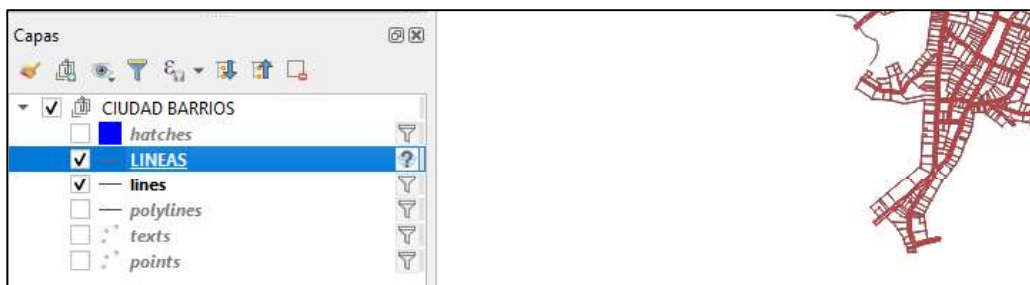 Capas
CIUDAD BARRIOS
hatches
LINEAS
lines
polylines
texts
points